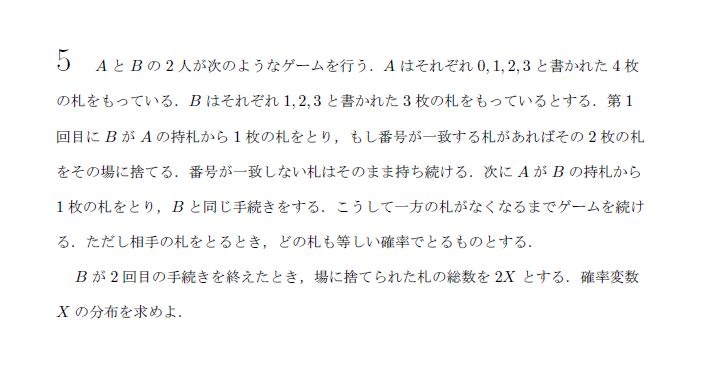 5 A と B の 2 人が次のようなゲームを行う．A はそれぞれ 0, 1, 2, 3 と書かれた 4 枚
の札をもっている．B はそれぞれ 1, 2, 3 と書かれた 3 枚の札をもっているとする．第 1
回目に B が A の持札から 1 枚の札をとり，もし番号が一致する札があればその 2 枚の札
をその場に捨てる．番号が一致しない札はそのまま持ち続ける．次に A が B の持札から
1 枚の札をとり，B と同じ手続きをする．こうして一方の札がなくなるまでゲームを続け
る．ただし相手の札をとるとき，どの札も等しい確率でとるものとする．
B が 2 回目の手続きを終えたとき，場に捨てられた札の総数を 2X とする．確率変数
X の分布を求めよ．